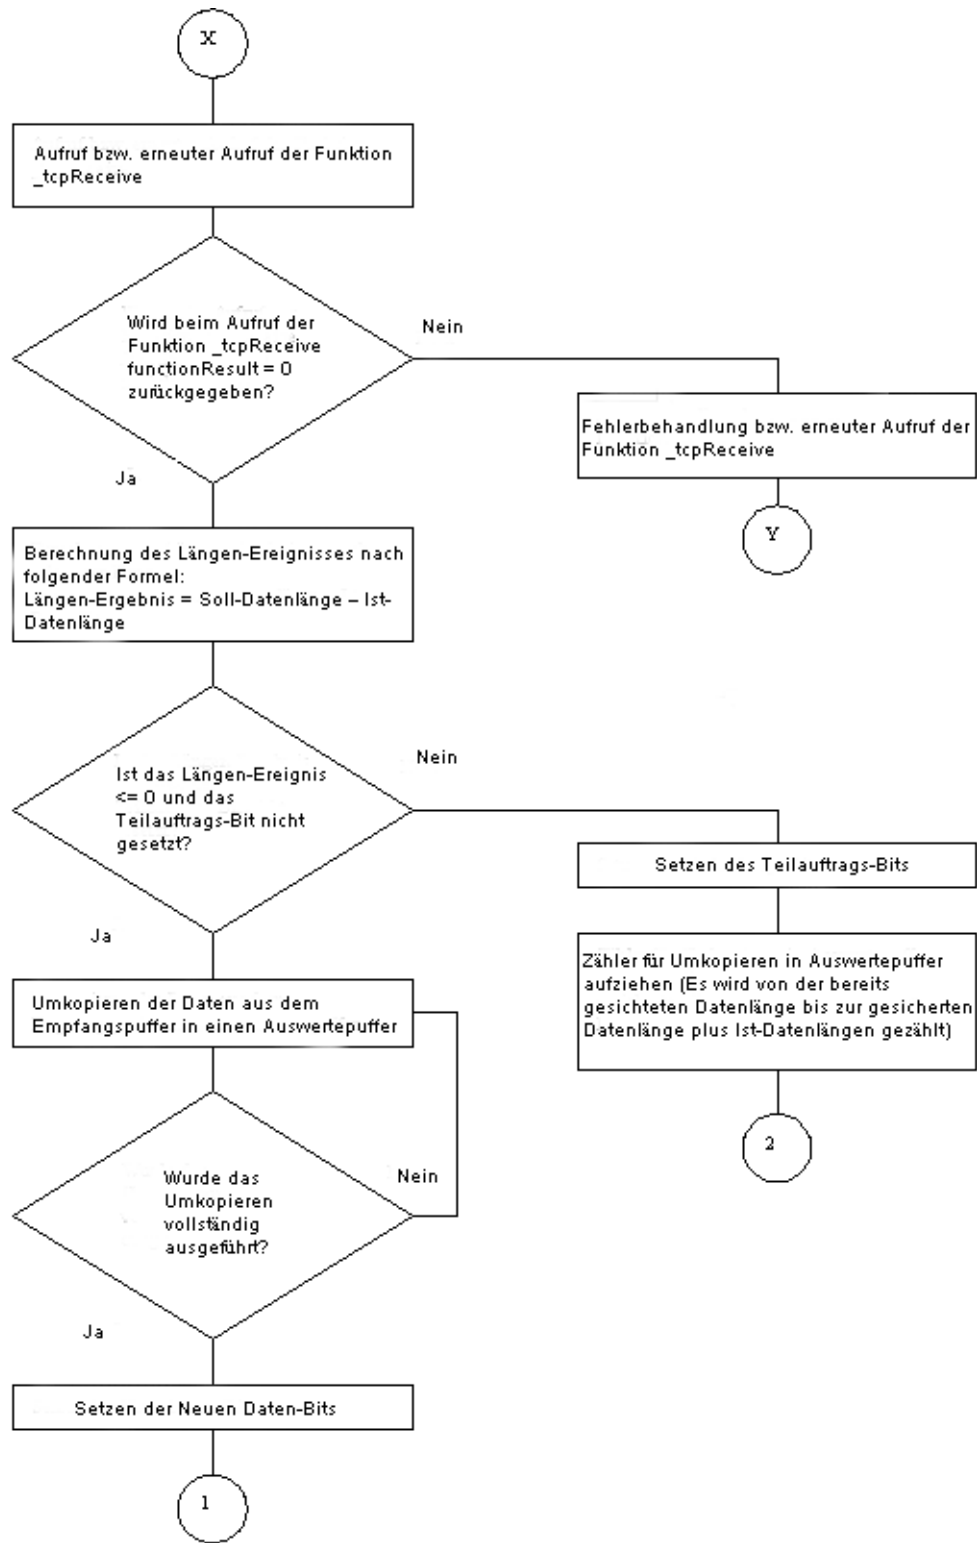 X
Aufruf bzw. erneuter Aufruf der Funktion
_tcpReceive
Wird beim Aufruf der
Funktion _tcpReceive
functionResult = 0
zurückgegeben?
Nein
Ja
Fehlerbehandlung bzw. erneuter Aufruf der
Funktion _tcpReceive
Y
Berechnung des Längen-Ereignisses nach
folgender Formel:
Längen-Ergebnis = Soll-Datenlänge – Ist-
Datenlänge
Ist das Längen-Ereignis
<= 0 und das
Teilauftrags-Bit nicht
gesetzt?
Nein
Ja
Setzen des Teilauftrags-Bits
Zähler für Umkopieren in Auswertepuffer
aufziehen (Es wird von der bereits
gesichteten Datenlänge bis zur gesicherten
Datenlänge plus Ist-Datenlängen gezählt)
2
Umkopieren der Daten aus dem
Empfangspuffer in einen Auswertepuffer
Wurde das
Umkopieren
vollständig
ausgeführt?
Nein
Ja
Setzen der Neuen Daten-Bits
1